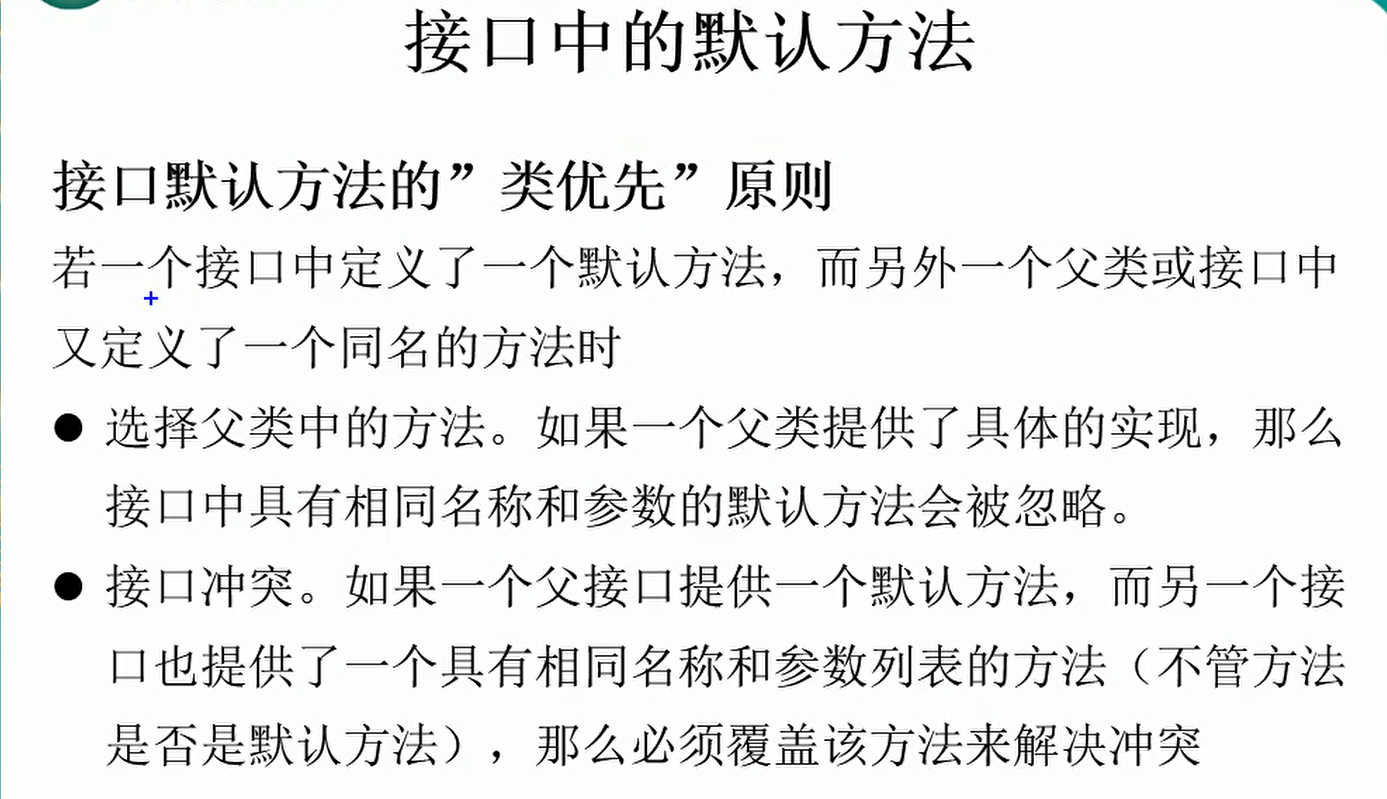 接口中的默认方法
接口默认方法的”类优先”原则
若一个接口中定义了一个默认方法，而另外一个父类或接口中
又定义了一个同名的方法时
● 选择父类中的方法。如果一个父类提供了具体的实现，那么
接口中具有相同名称和参数的默认方法会被忽略。
● 接口冲突。如果一个父接口提供一个默认方法，而另一个接
口也提供了一个具有相同名称和参数列表的方法（不管方法
是否是默认方法），那么必须覆盖该方法来解决冲突